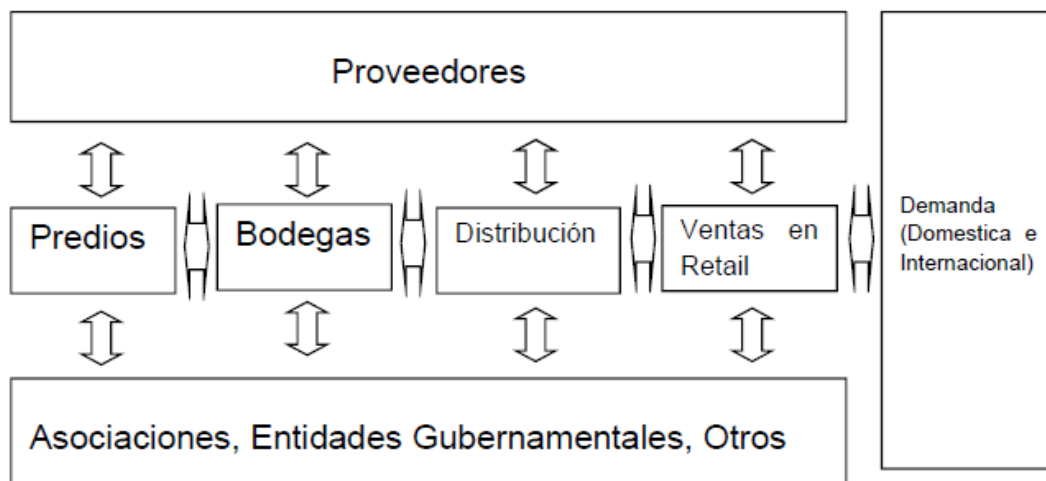 Proveedores
Predios
Bodegas
Distribución
Ventas en
Retail
Demanda
(Domestica e
Internacional)
Asociaciones, Entidades Gubernamentales, Otros